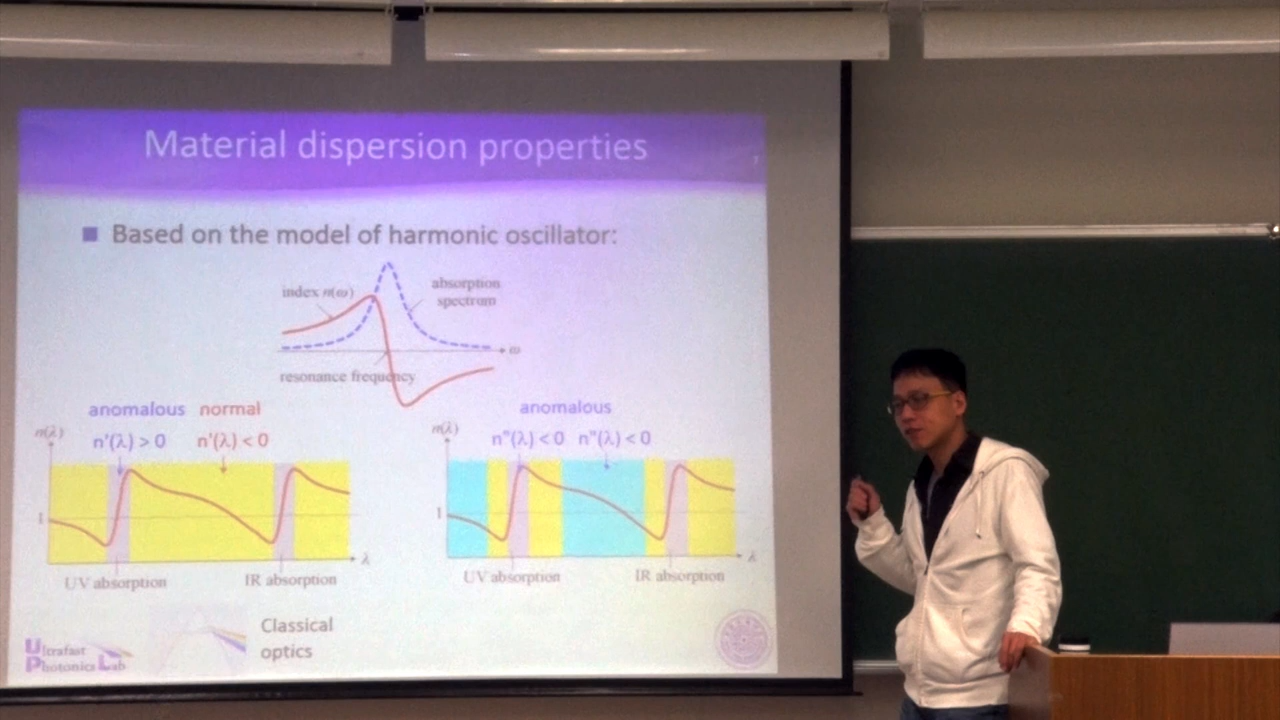 Material dispersion properties
7
Based on the model of harmonic oscillator:
index n(ω)
absorption
spectrum
ω
resonance frequency
anomalous normal
n(λ)
n'(λ) > 0 n'(λ) < 0
1
λ
UV absorption IR absorption
anomalous
n(λ)
n"(λ) < 0 n"(λ) < 0
1
λ
UV absorption IR absorption
Classical
optics
Ultrafast
Photonics Lab